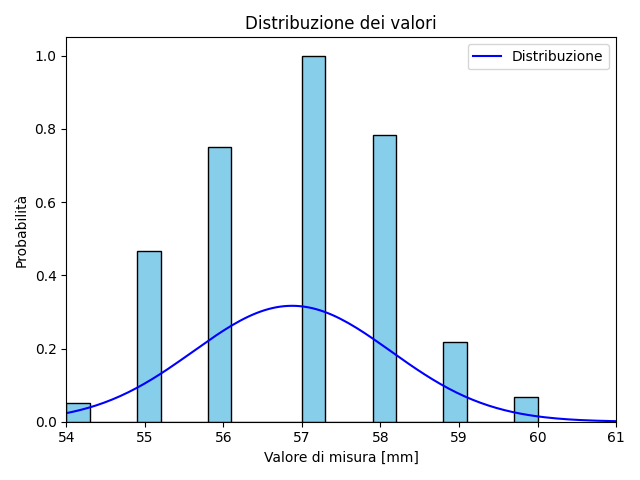 Distribuzione dei valori
Distribuzione
Probabilità
1.0
0.8
0.6
0.4
0.2
0.0
54 55 56 57 58 59 60 61
Valore di misura [mm]